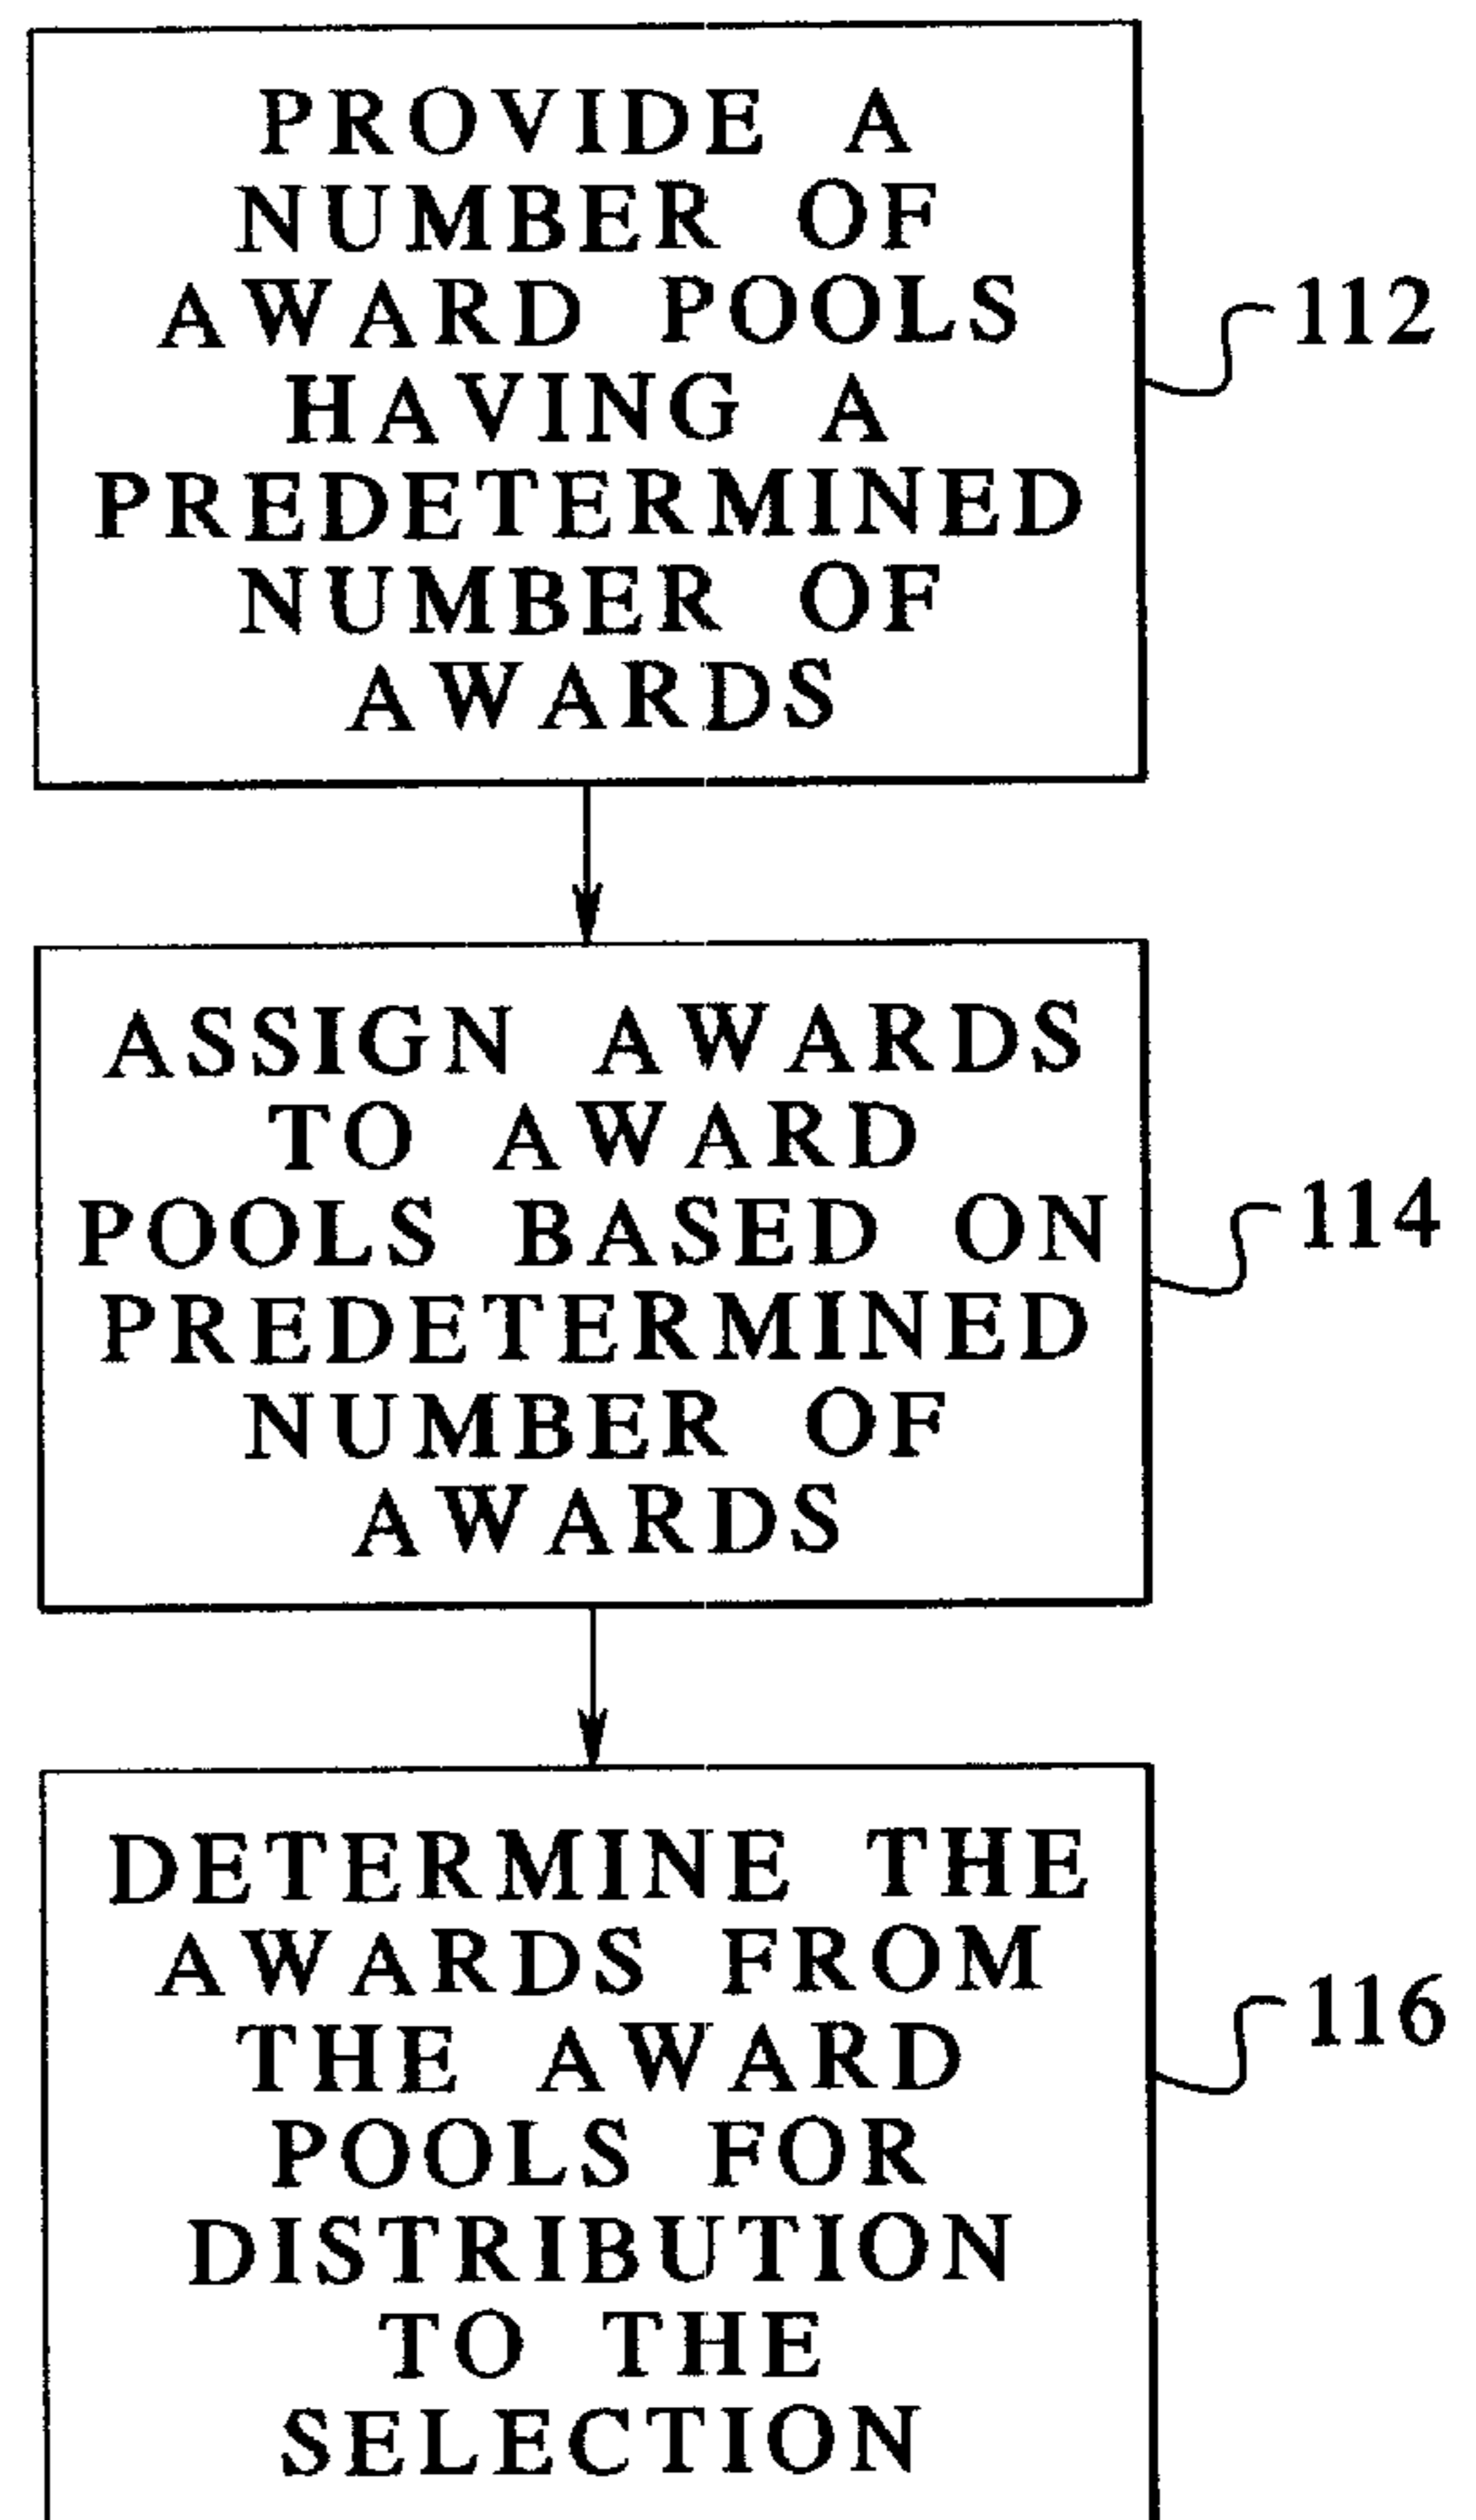 PROVIDE A
NUMBER OF
AWARD POOLS
HAVING A
PREDETERMINED
NUMBER OF
AWARDS
112
ASSIGN AWARDS
TO AWARD
POOLS BASED ON
PREDETERMINED
NUMBER OF
AWARDS
114
DETERMINE THE
AWARDS FROM
THE AWARD
POOLS FOR
DISTRIBUTION
TO THE
SELECTION
116